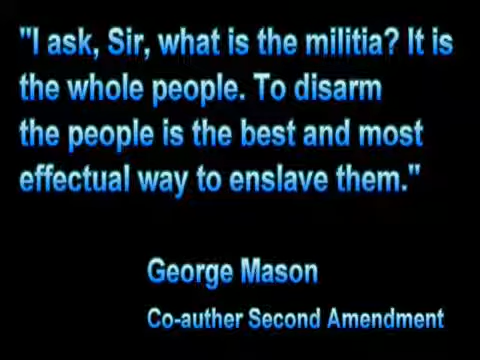 "I ask, Sir, what is the militia? It is
the whole people. To disarm
the people is the best and most
effectual way to enslave them."
George Mason
Co-auther Second Amendment